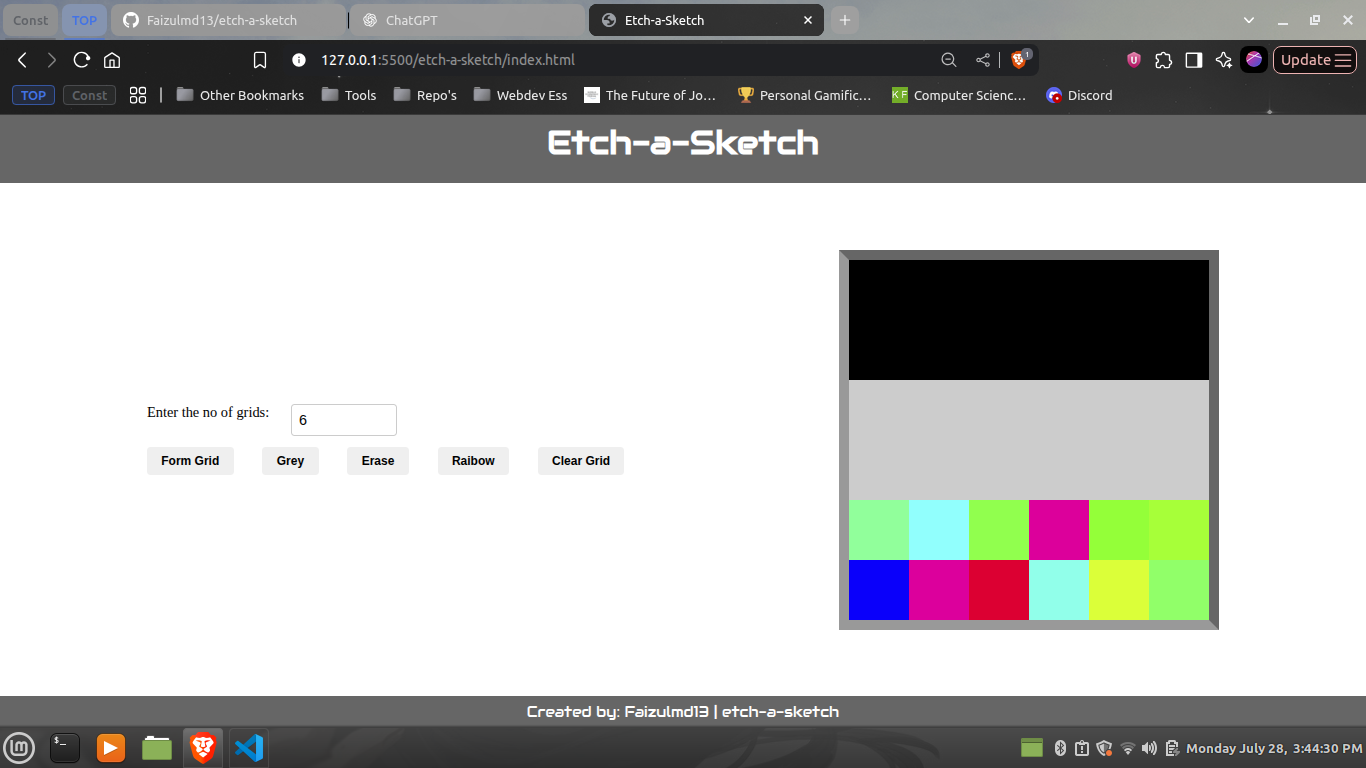 Const TOP Faizulmd13/etch-a-sketch ChatGPT Etch-a-Sketch
127.0.0.1:5500/etch-a-sketch/index.html 1 U Update
TOP Const Other Bookmarks Tools Repo's Webdev Ess The Future of Jo… Personal Gamific… KF Computer Scienc… Discord
Etch-a-Sketch
Enter the no of grids: 6
Form Grid Grey Erase Raibow Clear Grid
Created by: Faizulmd13 | etch-a-sketch
lm $_ Monday July 28, 3:44:30 PM